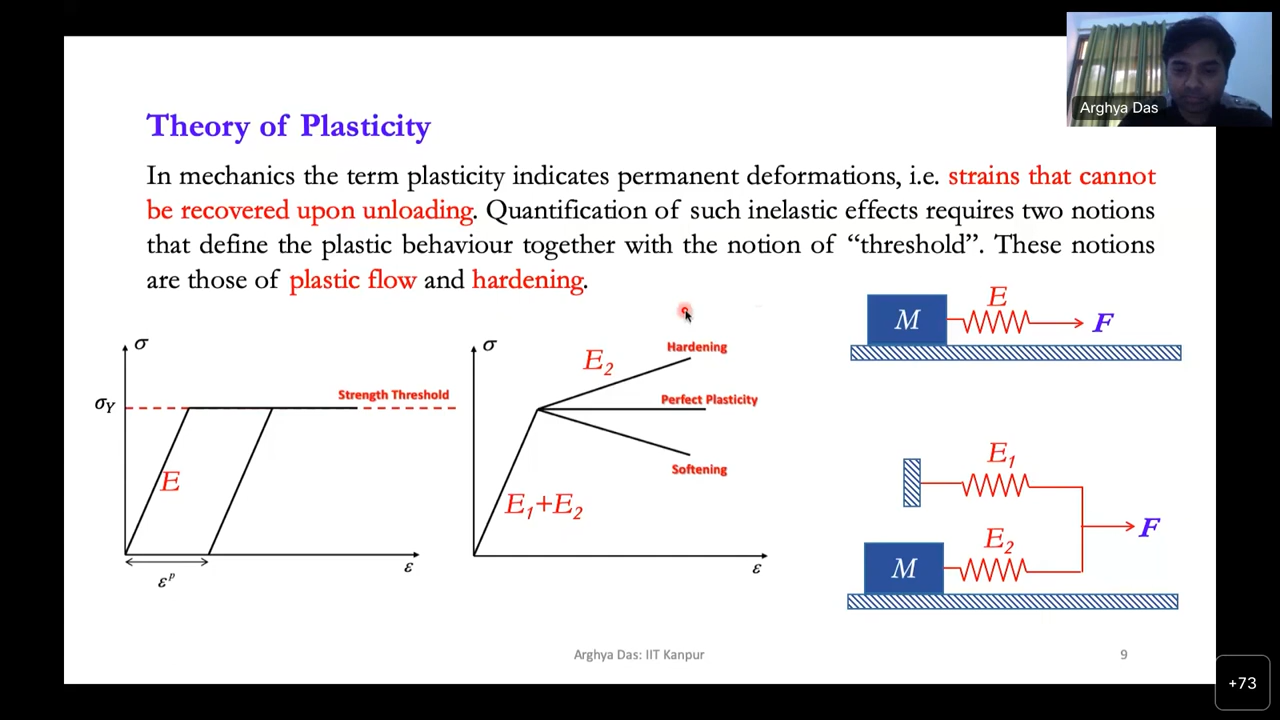 Arghya Das
Theory of Plasticity
In mechanics the term plasticity indicates permanent deformations, i.e. strains that cannot
be recovered upon unloading. Quantification of such inelastic effects requires two notions
that define the plastic behaviour together with the notion of “threshold”. These notions
are those of plastic flow and hardening.
σ
σY
Strength Threshold
E
ε
εᵖ
σ
E2
Hardening
Perfect Plasticity
Softening
E1+E2
ε
M
E
F
E1
E2
M
F
Arghya Das: IIT Kanpur
9
+73